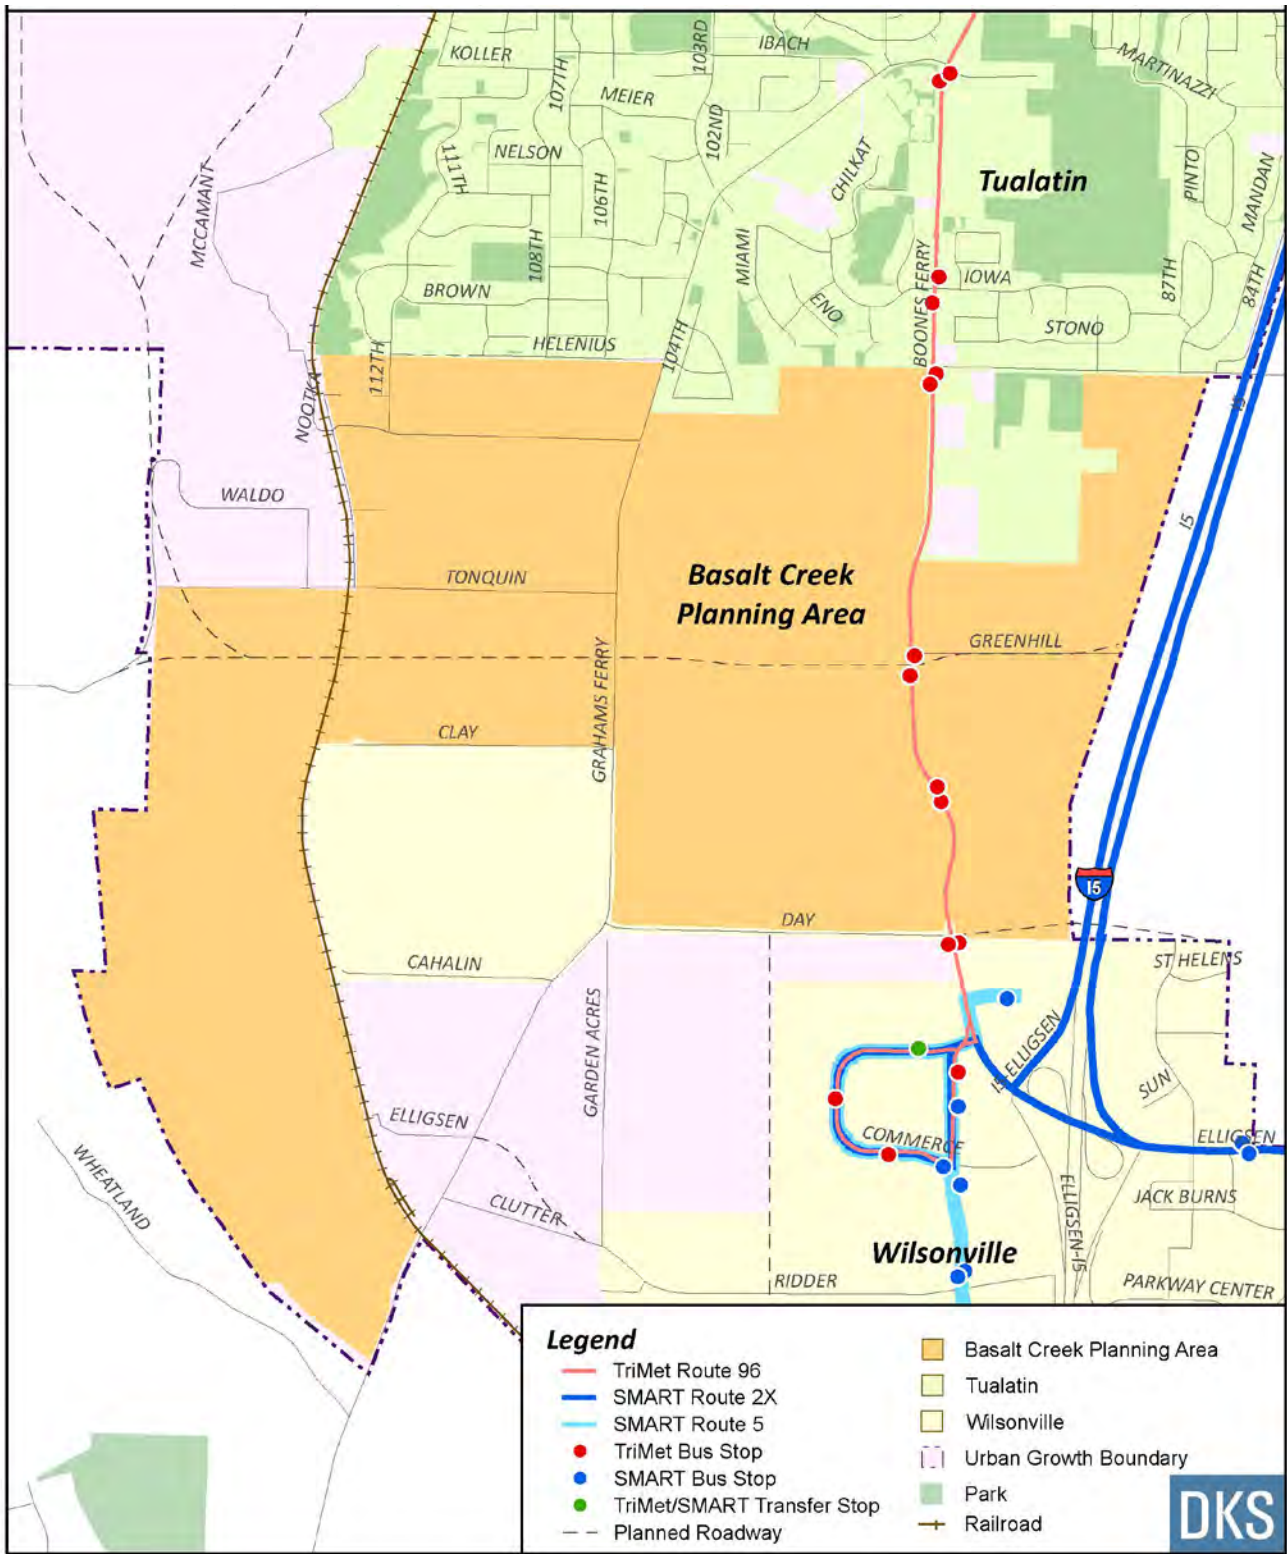 KOLLER
103RD
IBACH
MARTINAZZI
107TH
MEIER
102ND
NELSON
111TH
106TH
CHILKAT
Tualatin
PINTO
MANDAN
MCCAMANT
108TH
MIAMI
BOONES FERRY
IOWA
87TH
84TH
BROWN
ENO
STONO
HELENIUS
104TH
112TH
NOOTKA
I5
WALDO
I5
Basalt Creek
Planning Area
TONQUIN
GREENHILL
GRAHAMS FERRY
CLAY
15
DAY
CAHALIN
ST HELENS
GARDEN ACRES
I5-ELLIGSEN
SUN
ELLIGSEN
COMMERCE
ELLIGSEN
WHEATLAND
CLUTTER
ELLIGSEN-I5
JACK BURNS
Wilsonville
RIDDER
PARKWAY CENTER
Legend
TriMet Route 96
SMART Route 2X
SMART Route 5
TriMet Bus Stop
SMART Bus Stop
TriMet/SMART Transfer Stop
Planned Roadway
Basalt Creek Planning Area
Tualatin
Wilsonville
Urban Growth Boundary
Park
Railroad
DKS